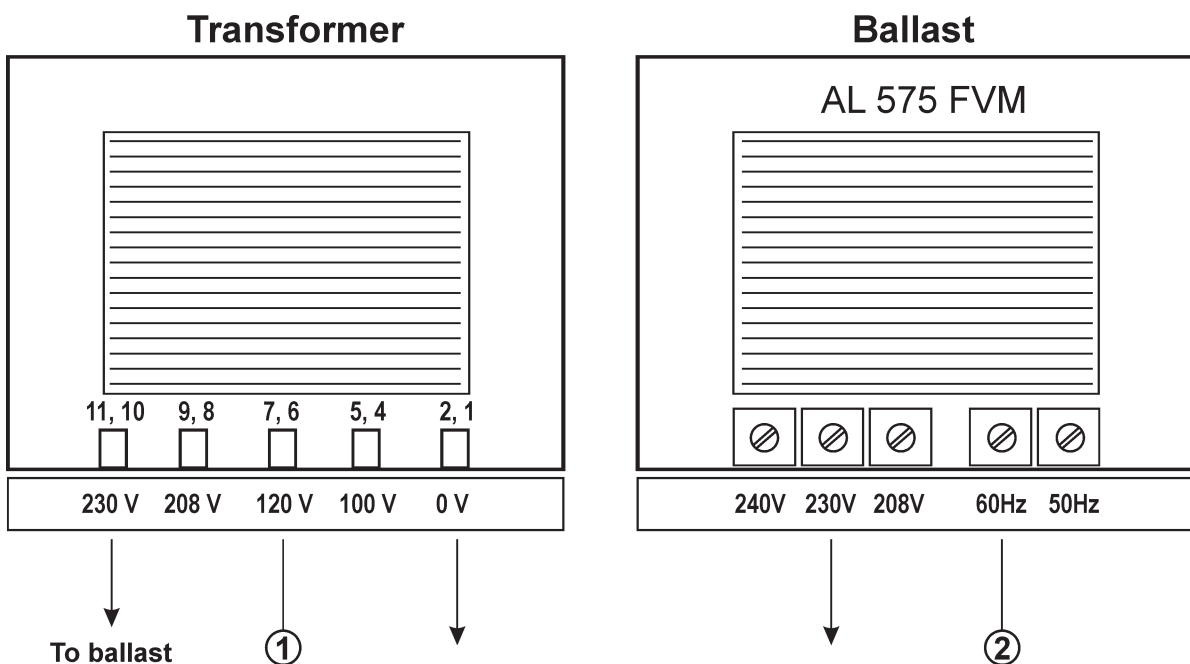 Transformer
Ballast
AL 575 FVM
11, 10 9, 8 7, 6 5, 4 2, 1
230 V 208 V 120 V 100 V 0 V
240V 230V 208V 60Hz 50Hz
To ballast
1
2